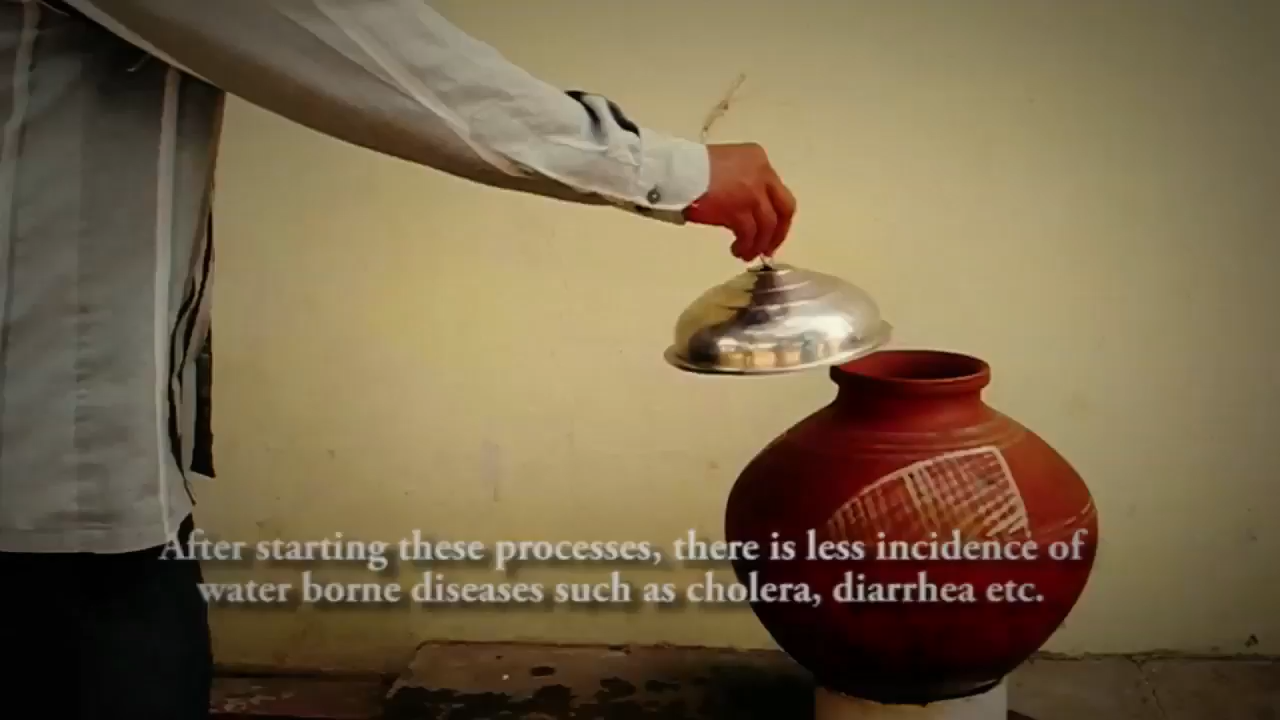 After starting these processes, there is less incidence of
water borne diseases such as cholera, diarrhea etc.